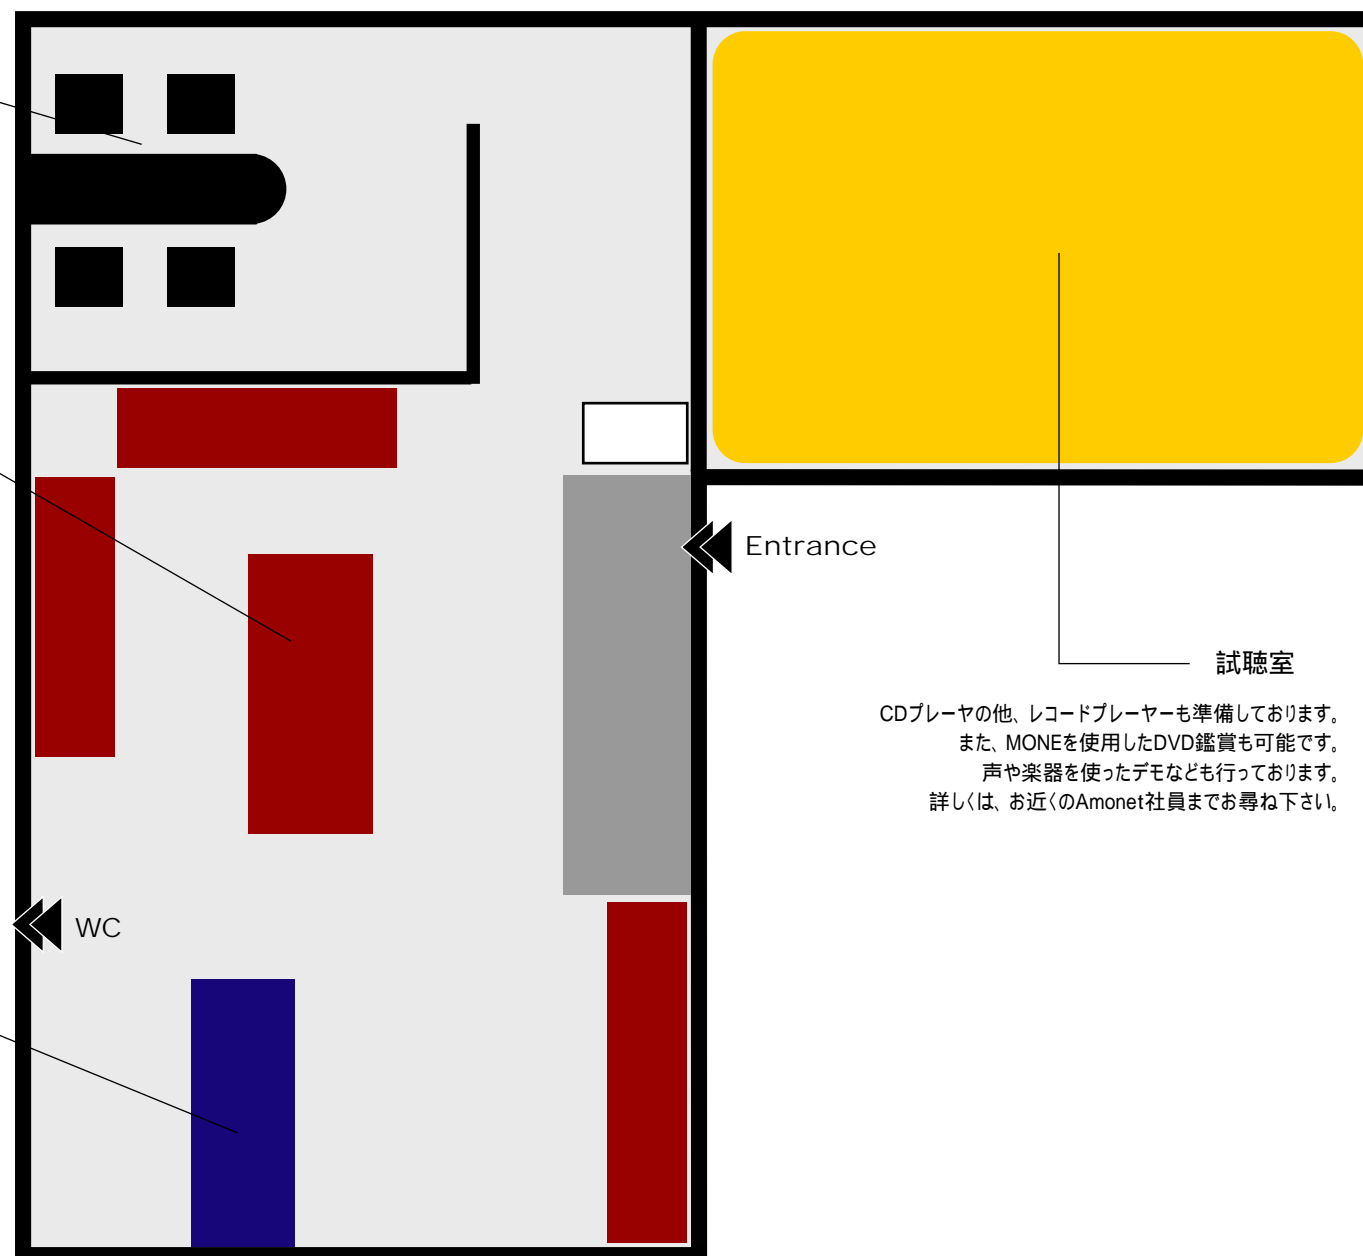 Entrance
試聴室
CDプレーヤの他、レコードプレーヤーも準備しております。
また、MONEを使用したDVD鑑賞も可能です。
声や楽器を使ったデモなども行っております。
詳しくは、お近くのAmonet社員までお尋ね下さい。
WC